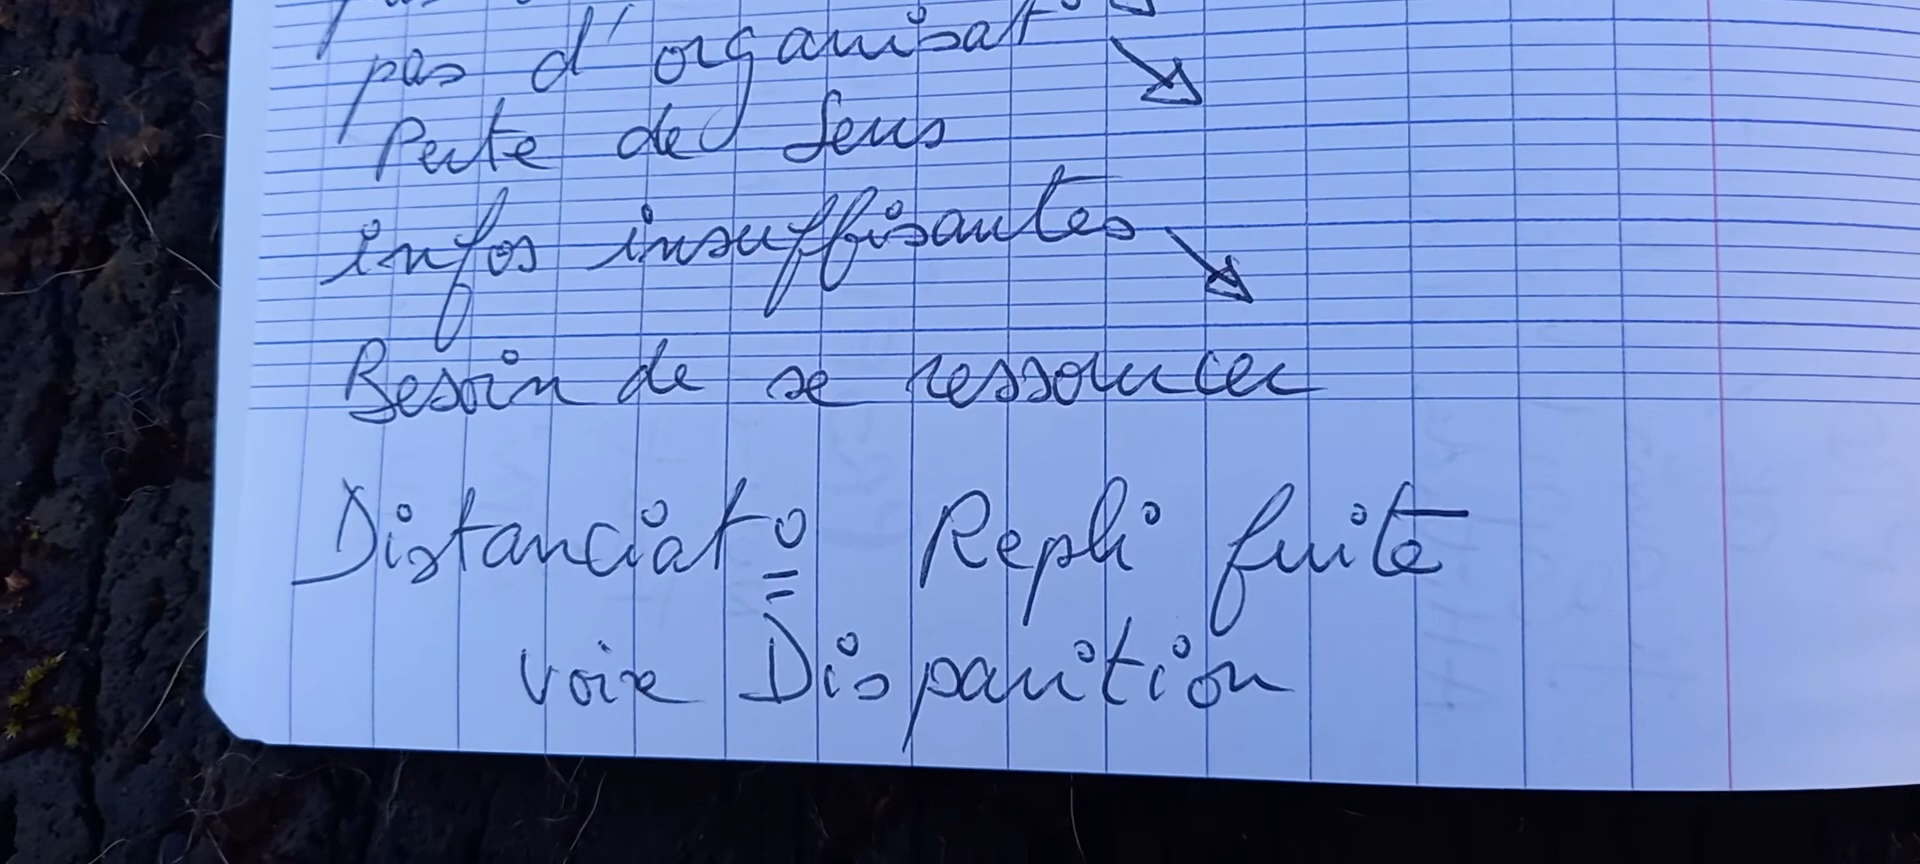 pas d'organisat°
Perte de Sens
infos insuffisantes
Besoin de se ressourcer
Distanciat° Repli fuite
voire Disparition